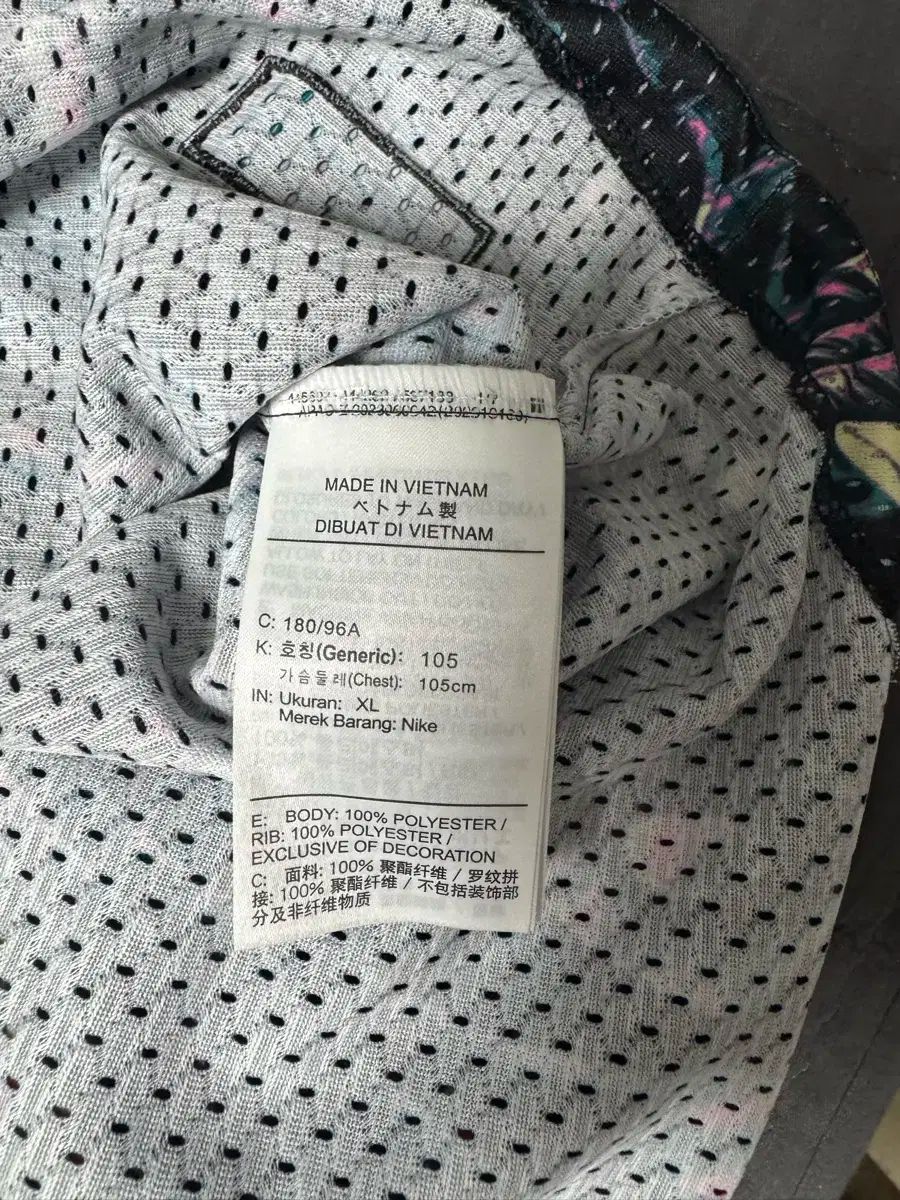 MADE IN VIETNAM
ベトナム製
DIBUAT DI VIETNAM
C: 180/96A
K: 호칭(Generic): 105
가슴둘레(Chest): 105cm
IN: Ukuran: XL
Merek Barang: Nike
E: BODY: 100% POLYESTER /
RIB: 100% POLYESTER /
EXCLUSIVE OF DECORATION
C: 面料: 100% 聚酯纤维 / 罗纹拼
接: 100% 聚酯纤维 / 不包括装饰部
分及非纤维物质